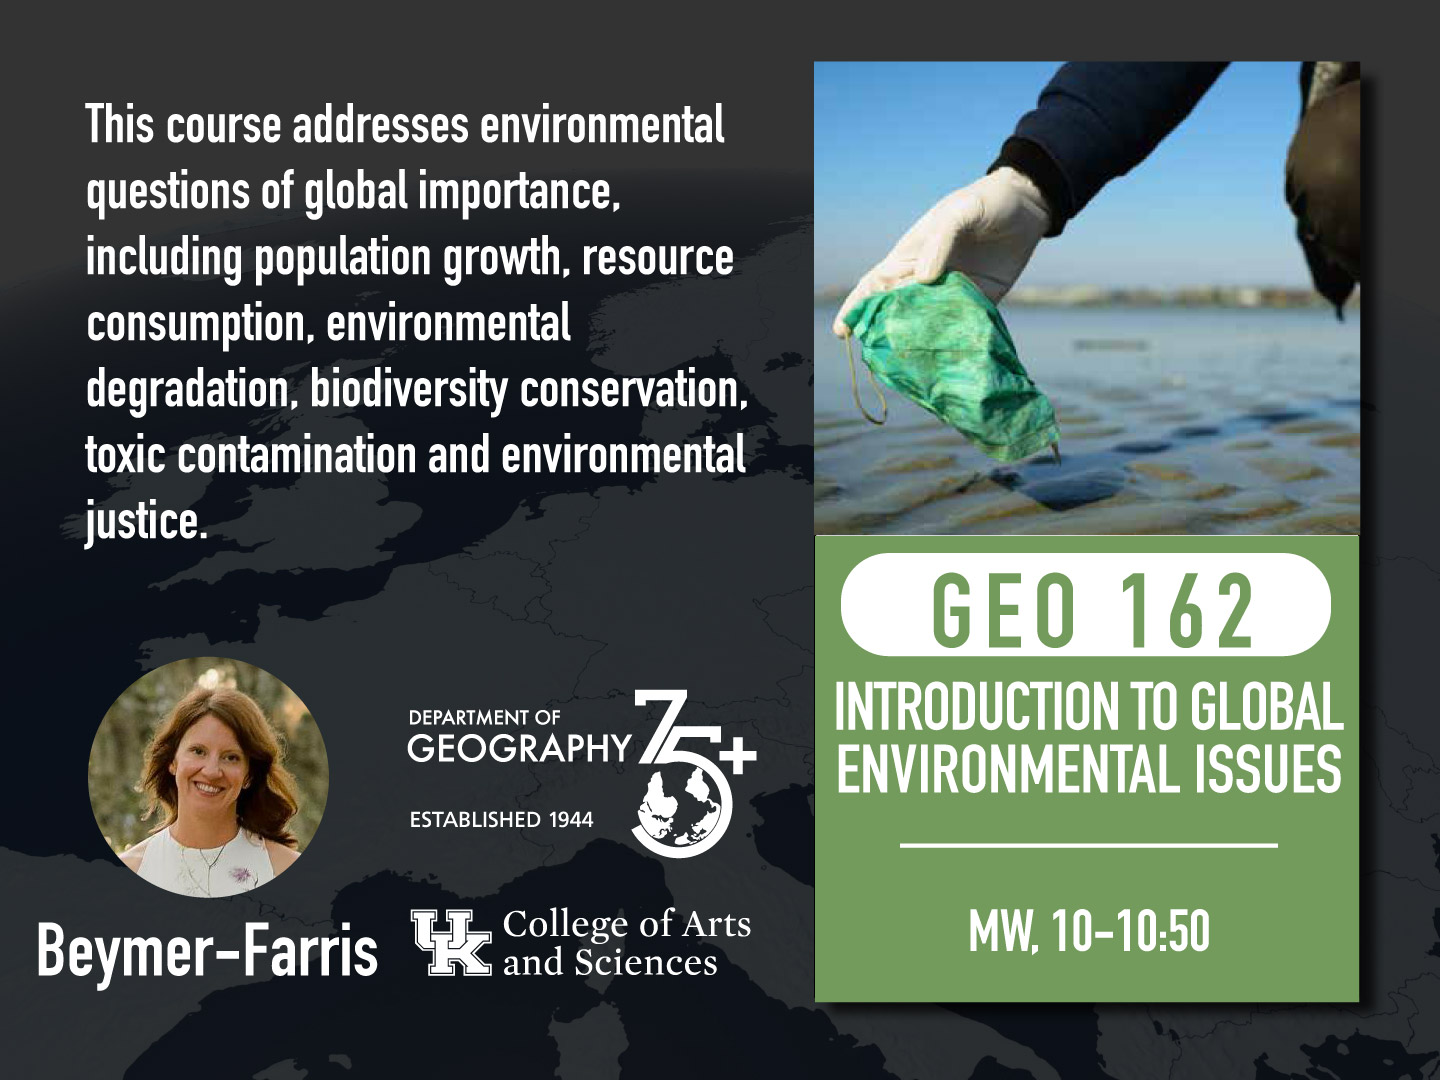 This course addresses environmental
questions of global importance,
including population growth, resource
consumption, environmental
degradation, biodiversity conservation,
toxic contamination and environmental
justice.
Beymer-Farris
DEPARTMENT OF
GEOGRAPHY
75+
ESTABLISHED 1944
UK
College of Arts
and Sciences
GEO 162
INTRODUCTION TO GLOBAL
ENVIRONMENTAL ISSUES
MW, 10-10:50